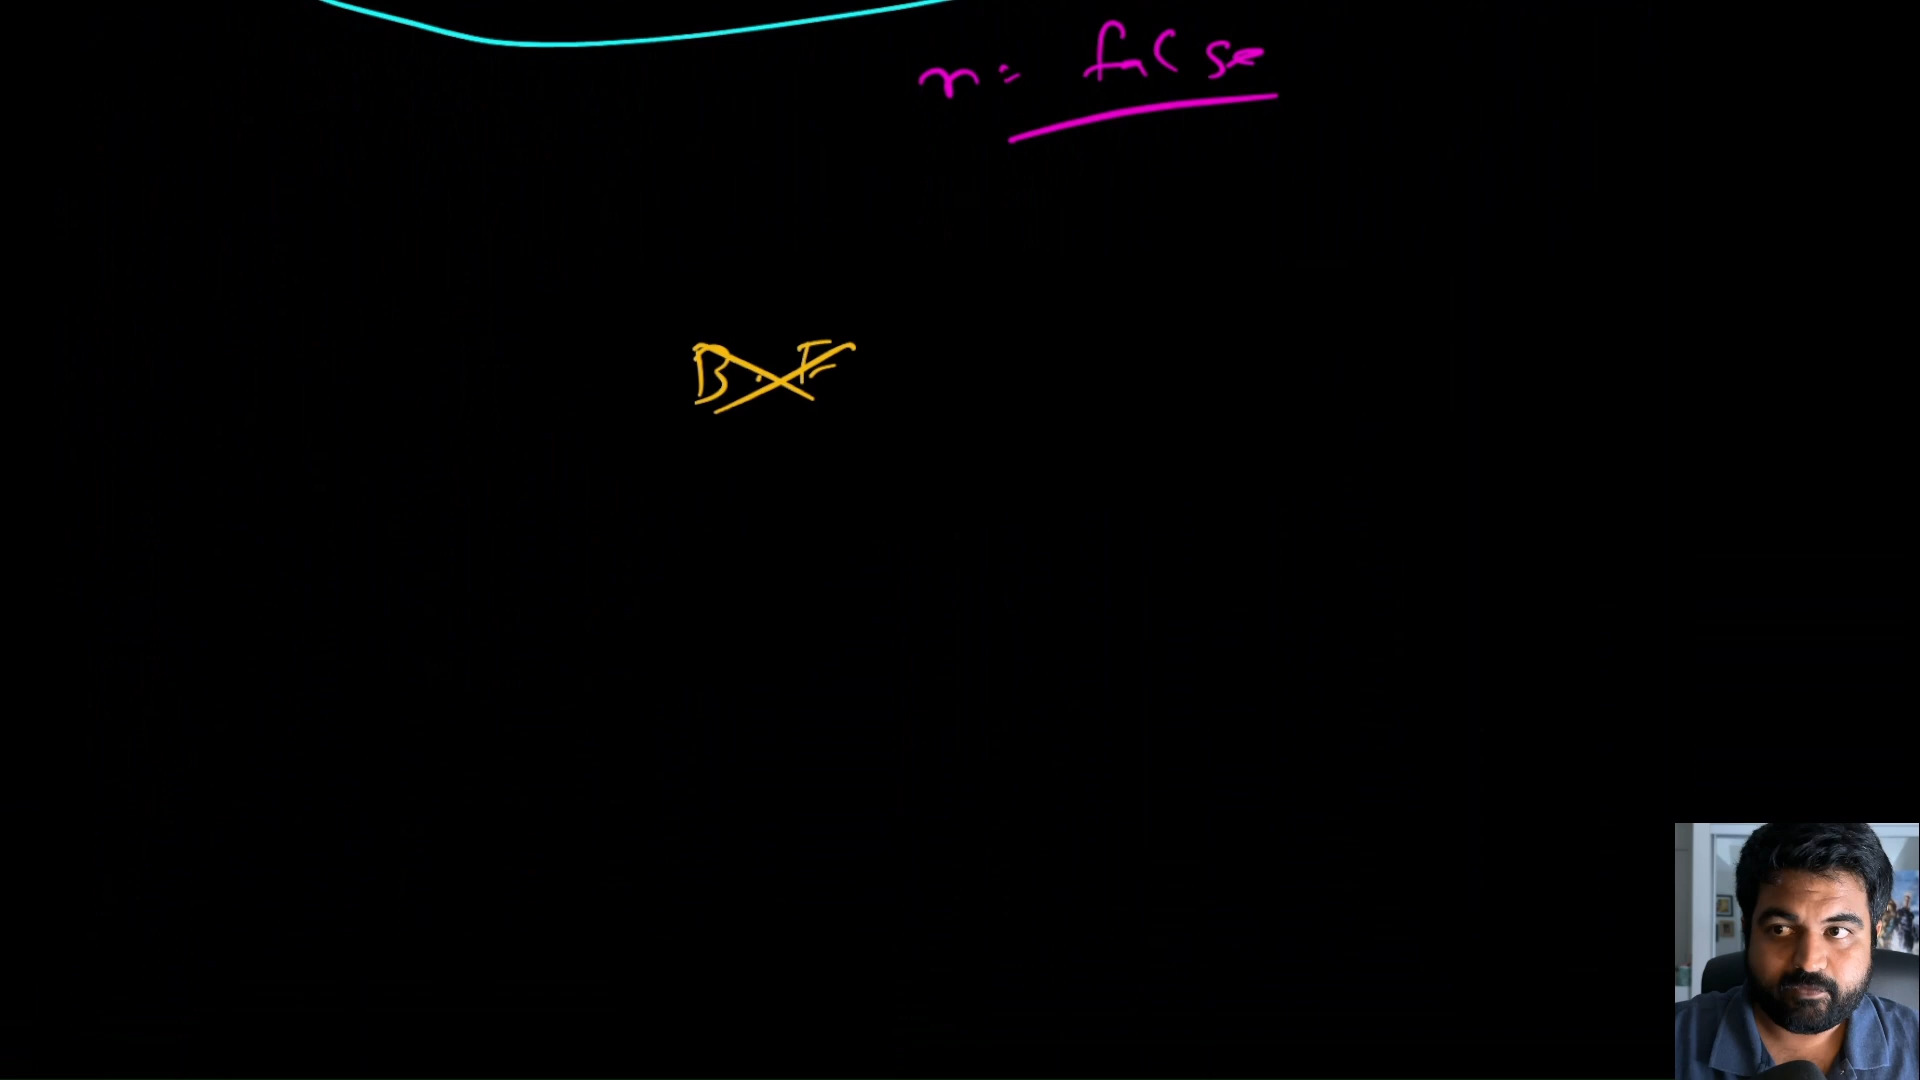 n = false
B.F